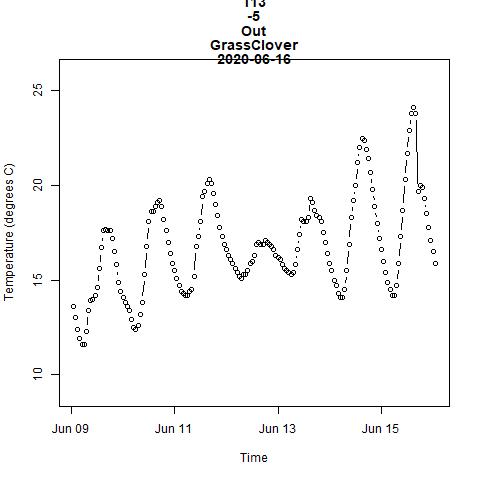 113
-5
Out
GrassClover
2020-06-16
25
20
15
10
Temperature (degrees C)
Jun 09
Jun 11
Jun 13
Jun 15
Time